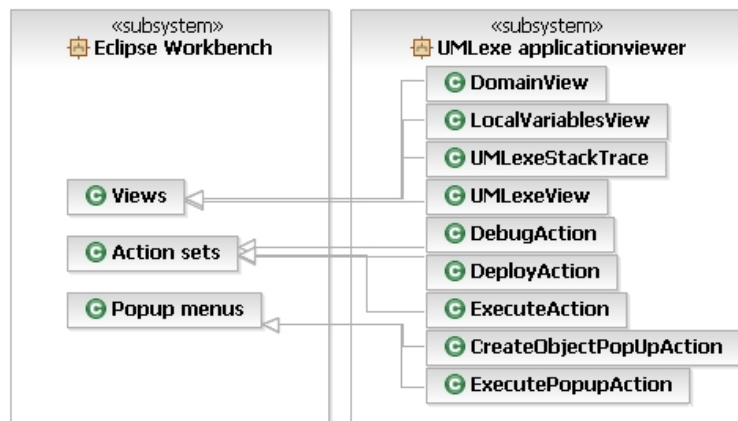 «subsystem»
Eclipse Workbench
Views
Action sets
Popup menus
«subsystem»
UMLexe applicationviewer
DomainView
LocalVariablesView
UMLexeStackTrace
UMLexeView
DebugAction
DeployAction
ExecuteAction
CreateObjectPopUpAction
ExecutePopupAction